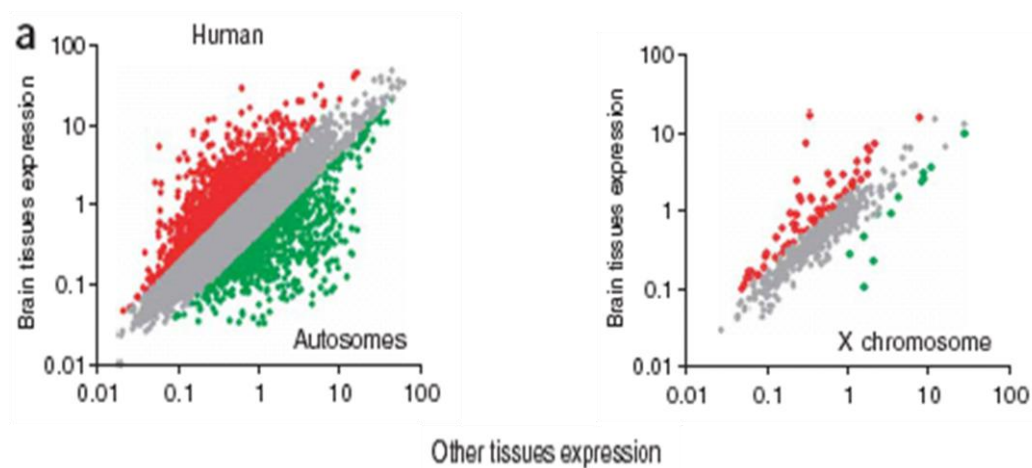 a
Human
100
10
1
0.1
0.01
Brain tissues expression
Autosomes
0.01 0.1 1 10 100
100
10
1
0.1
0.01
Brain tissues expression
X chromosome
0.01 0.1 1 10 100
Other tissues expression